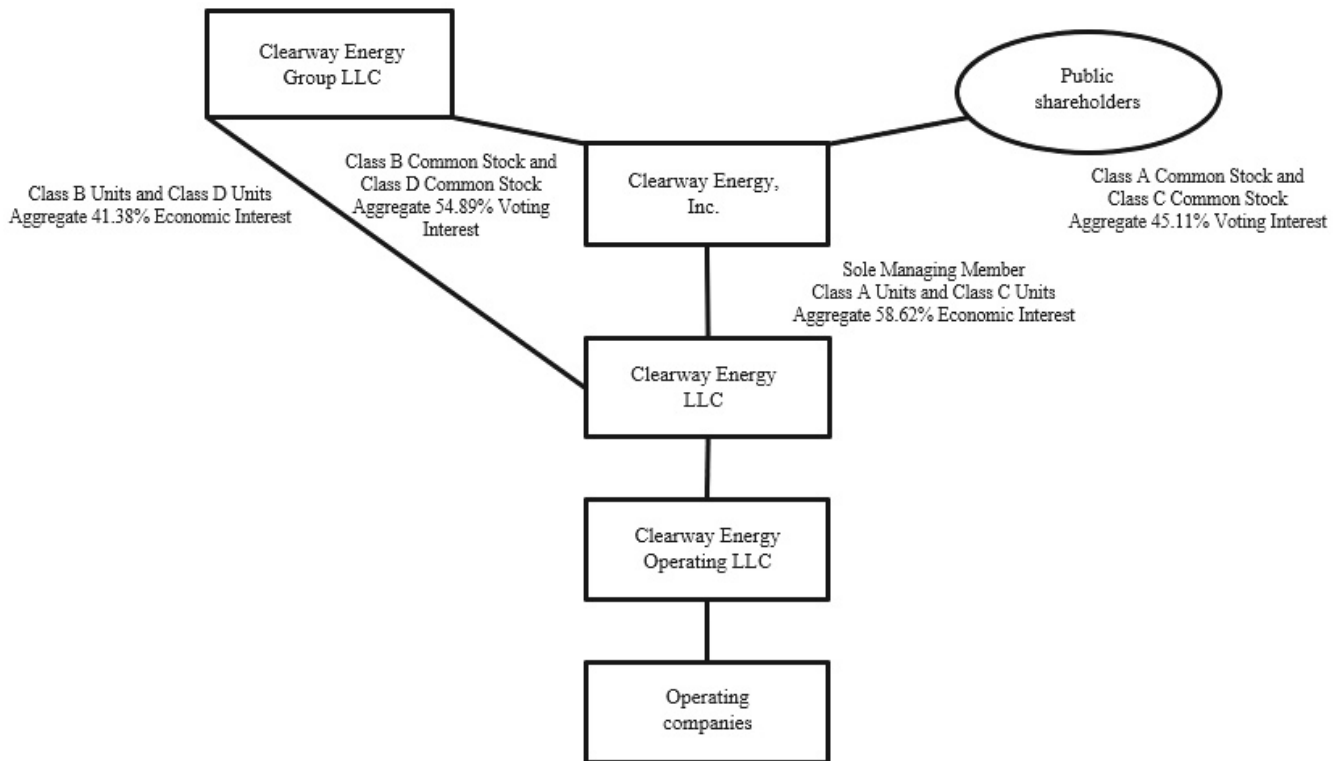 Clearway Energy
Group LLC
Public
shareholders
Class B Units and Class D Units
Aggregate 41.38% Economic Interest
Class B Common Stock and
Class D Common Stock
Aggregate 54.89% Voting
Interest
Clearway Energy,
Inc.
Class A Common Stock and
Class C Common Stock
Aggregate 45.11% Voting Interest
Sole Managing Member
Class A Units and Class C Units
Aggregate 58.62% Economic Interest
Clearway Energy
LLC
Clearway Energy
Operating LLC
Operating
companies